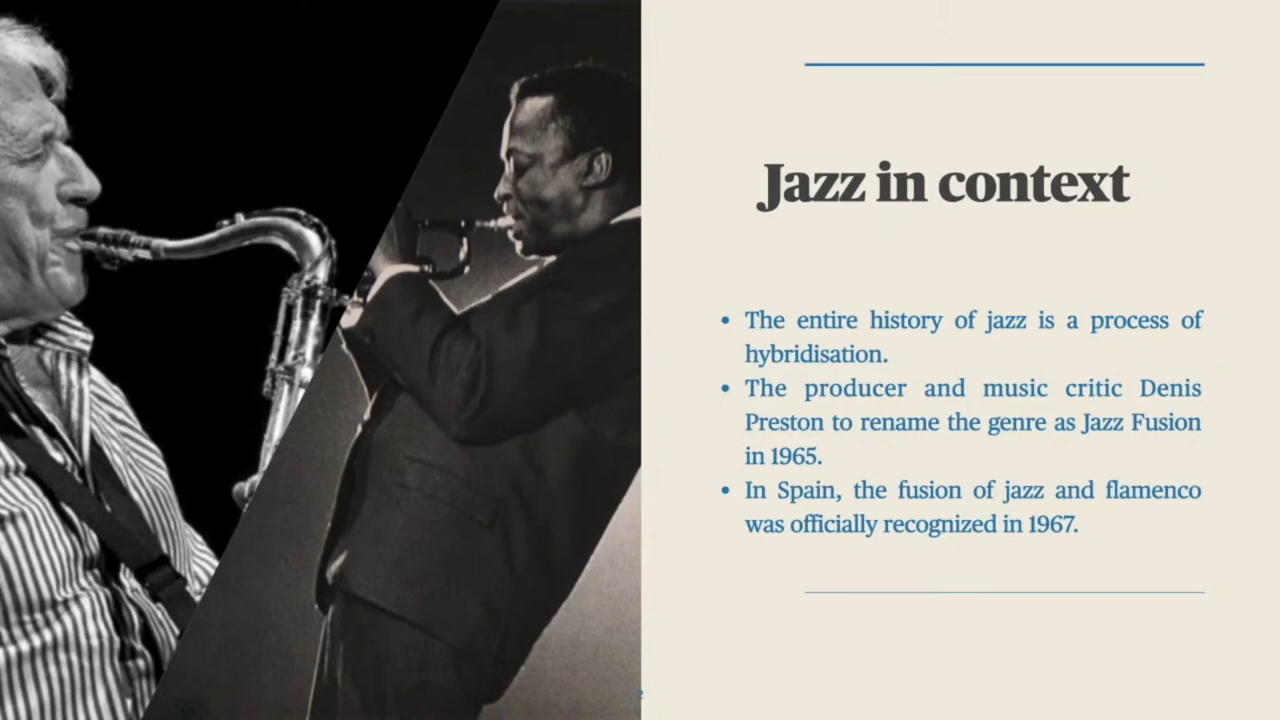 Jazz in context
• The entire history of jazz is a process of
hybridisation.
• The producer and music critic Denis
Preston to rename the genre as Jazz Fusion
in 1965.
• In Spain, the fusion of jazz and flamenco
was officially recognized in 1967.